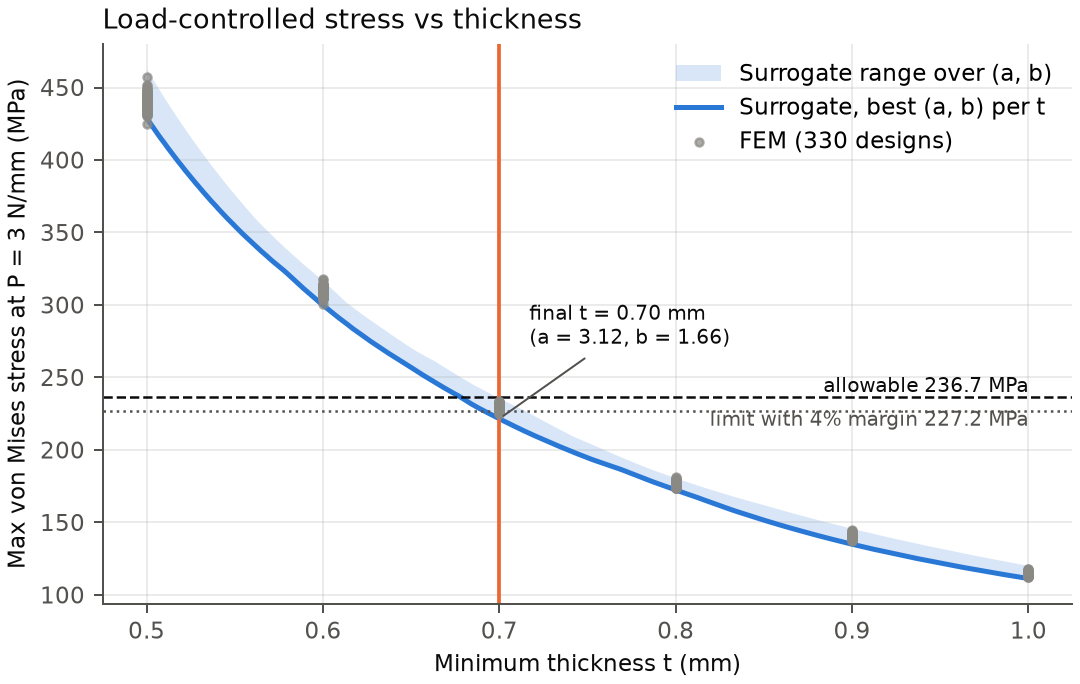 Load-controlled stress vs thickness
Max von Mises stress at P = 3 N/mm (MPa)
450
400
350
300
250
200
150
100
Surrogate range over (a, b)
Surrogate, best (a, b) per t
FEM (330 designs)
final t = 0.70 mm
(a = 3.12, b = 1.66)
allowable 236.7 MPa
limit with 4% margin 227.2 MPa
0.5 0.6 0.7 0.8 0.9 1.0
Minimum thickness t (mm)